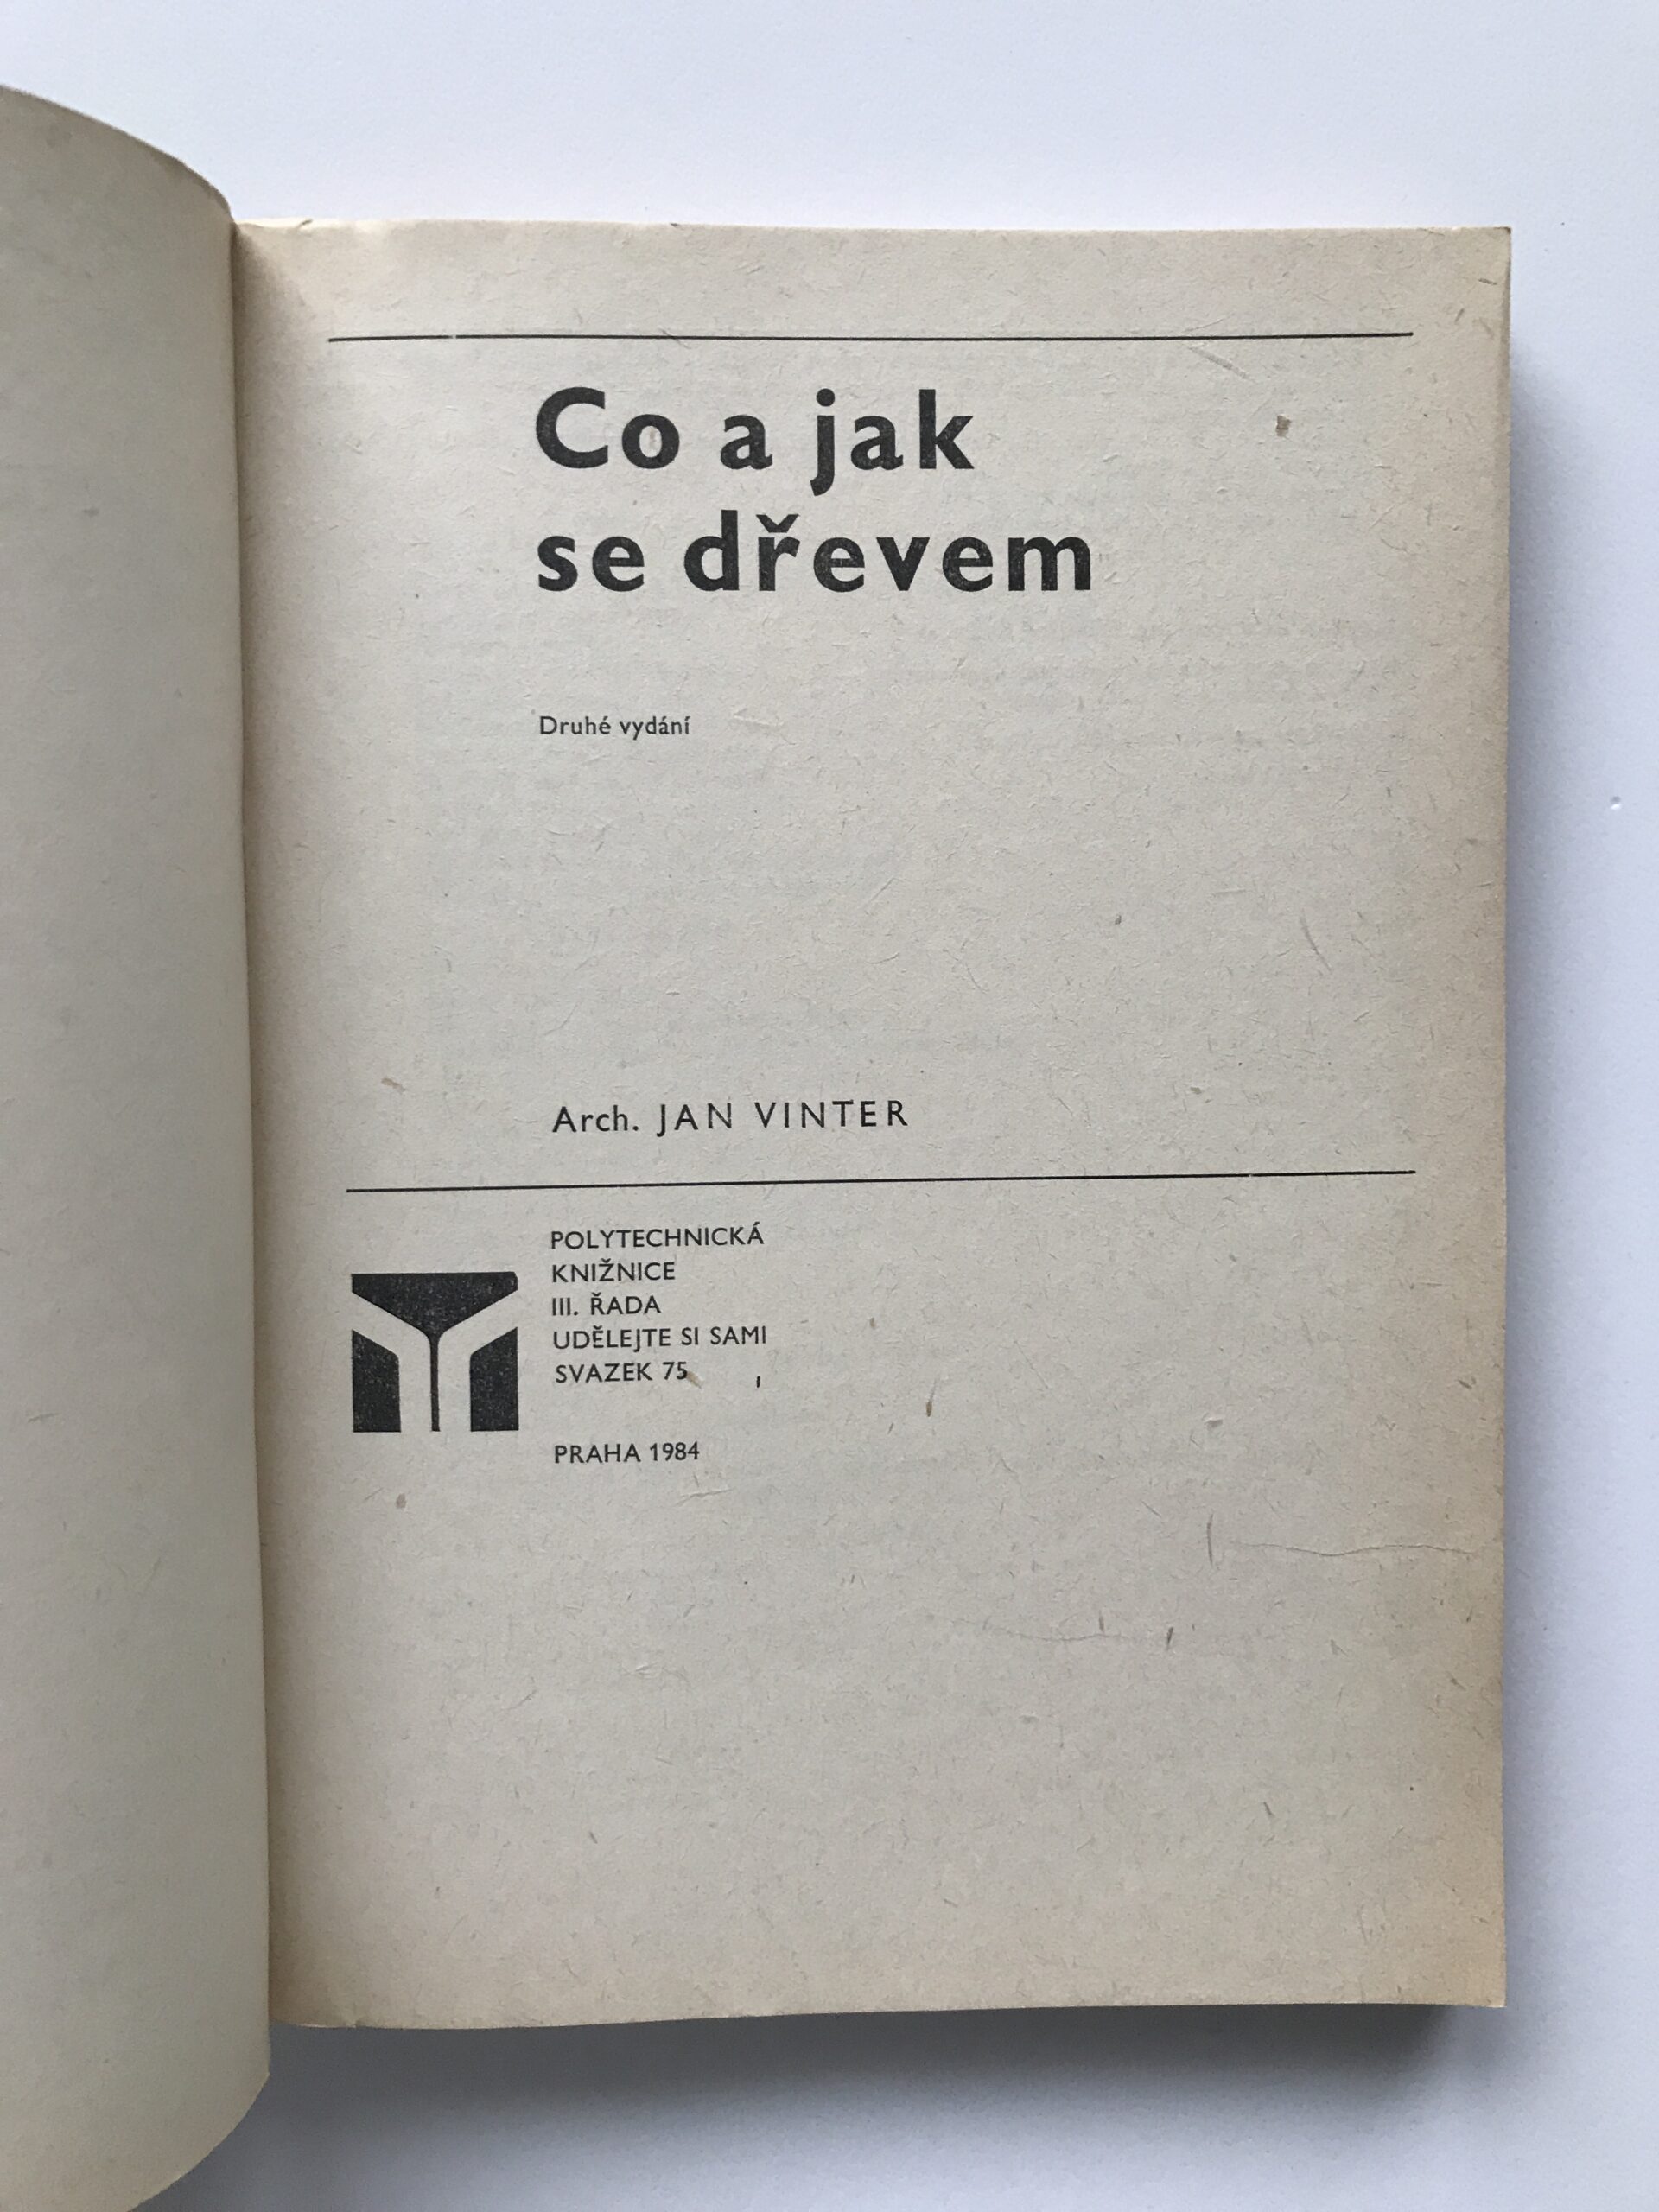 Co a jak
se dřevem
Druhé vydání
Arch. JAN VINTER
POLYTECHNICKÁ
KNIŽNICE
III. ŘADA
UDĚLEJTE SI SAMI
SVAZEK 75
PRAHA 1984